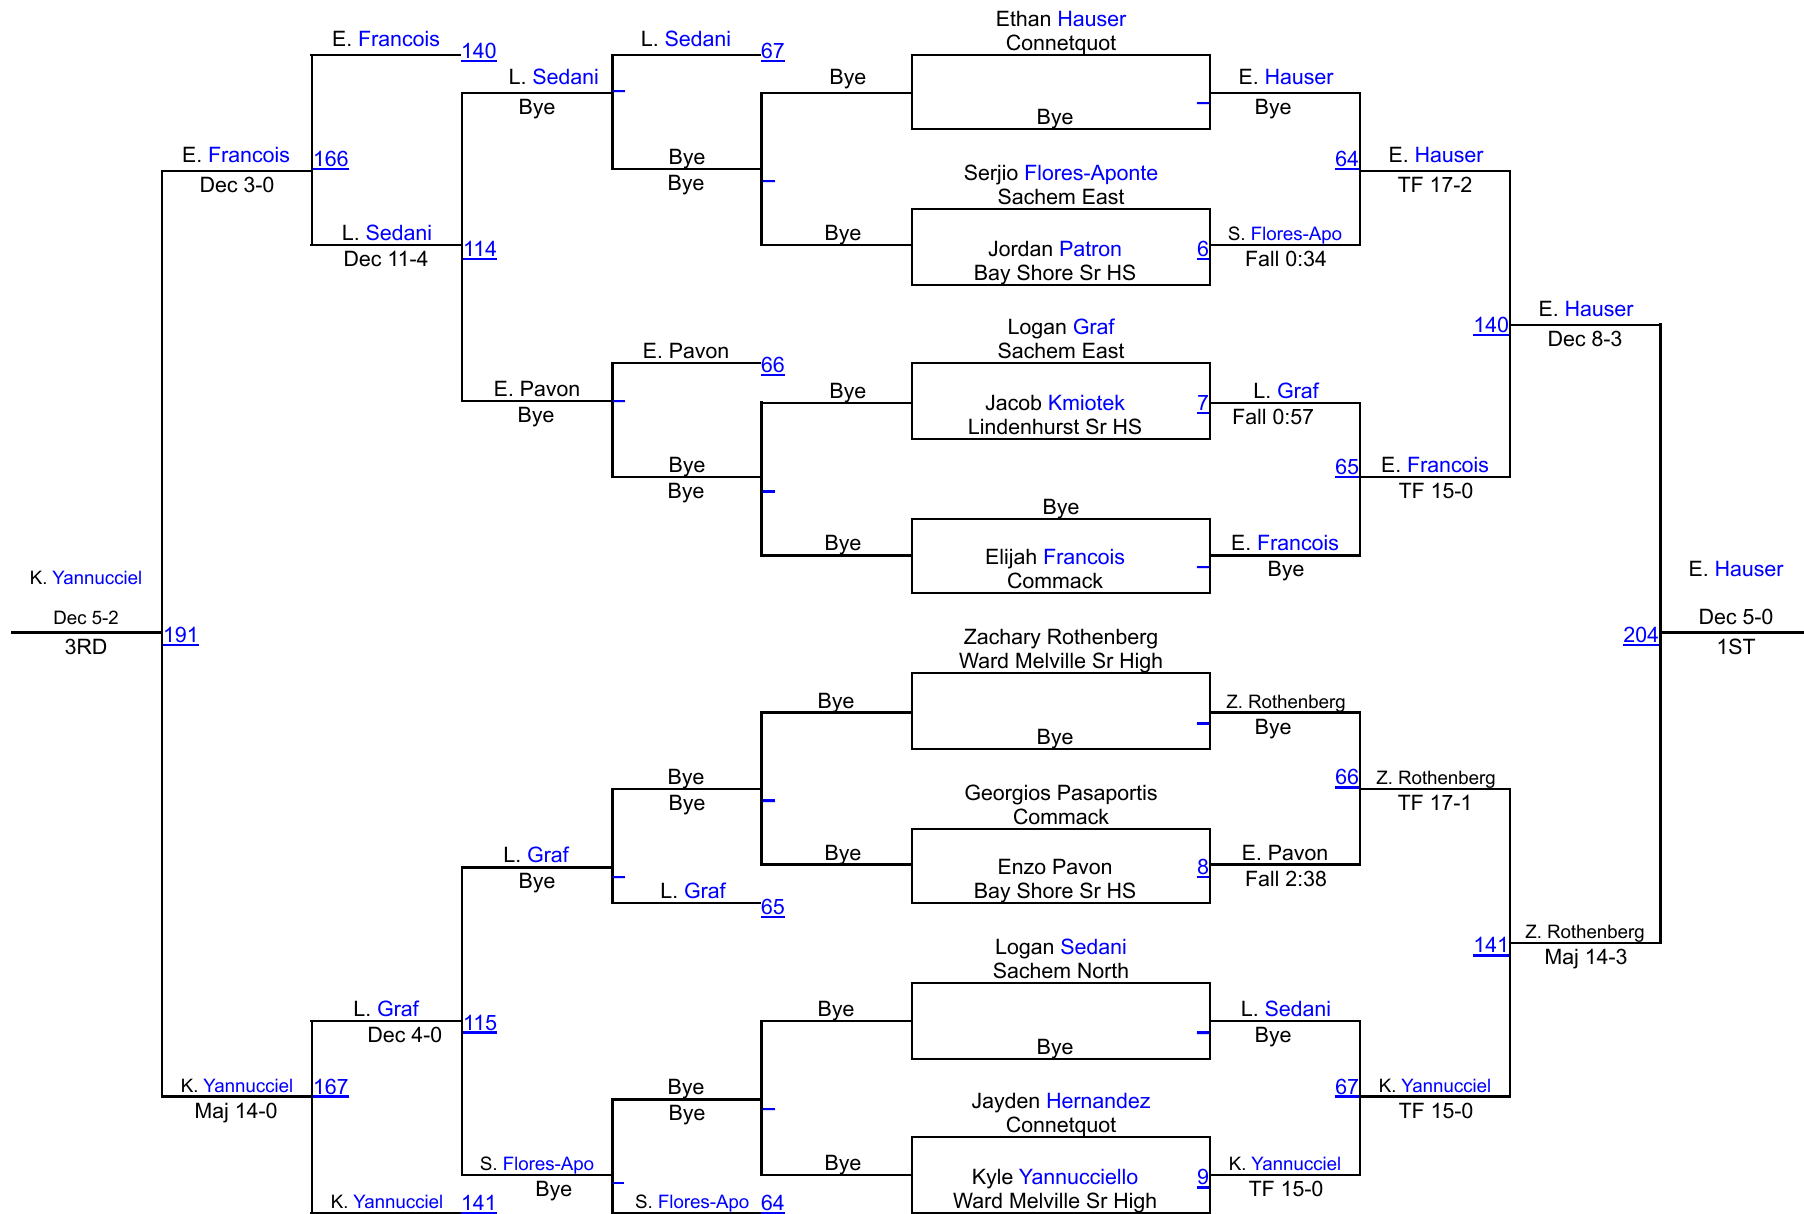 Ethan Hauser
Connetquot
E. Francois
140
L. Sedani
67
L. Sedani
Bye
Bye
E. Hauser
Bye
Bye
E. Francois
166
Dec 3-0
Bye
Bye
Serjio Flores-Aponte
Sachem East
64
E. Hauser
TF 17-2
L. Sedani
Dec 11-4
114
Bye
Jordan Patron
Bay Shore Sr HS
6
S. Flores-Apo
Fall 0:34
Logan Graf
Sachem East
140
E. Hauser
Dec 8-3
E. Pavon
66
E. Pavon
Bye
Bye
Jacob Kmiotek
Lindenhurst Sr HS
7
L. Graf
Fall 0:57
Bye
Bye
65
E. Francois
TF 15-0
Bye
Bye
Elijah Francois
Commack
E. Francois
Bye
K. Yannucciel
Dec 5-2
3RD
191
E. Hauser
Dec 5-0
1ST
204
Zachary Rothenberg
Ward Melville Sr High
Bye
Bye
Z. Rothenberg
Bye
Bye
Bye
Georgios Pasaportis
Commack
66
Z. Rothenberg
TF 17-1
L. Graf
Bye
Bye
Enzo Pavon
Bay Shore Sr HS
8
E. Pavon
Fall 2:38
L. Graf
65
Logan Sedani
Sachem North
141
Z. Rothenberg
Maj 14-3
L. Graf
Dec 4-0
115
Bye
Bye
L. Sedani
Bye
K. Yannucciel
Maj 14-0
167
Bye
Bye
Jayden Hernandez
Connetquot
67
K. Yannucciel
TF 15-0
S. Flores-Apo
Bye
Bye
Kyle Yannucciello
Ward Melville Sr High
9
K. Yannucciel
TF 15-0
K. Yannucciel
141
S. Flores-Apo
64